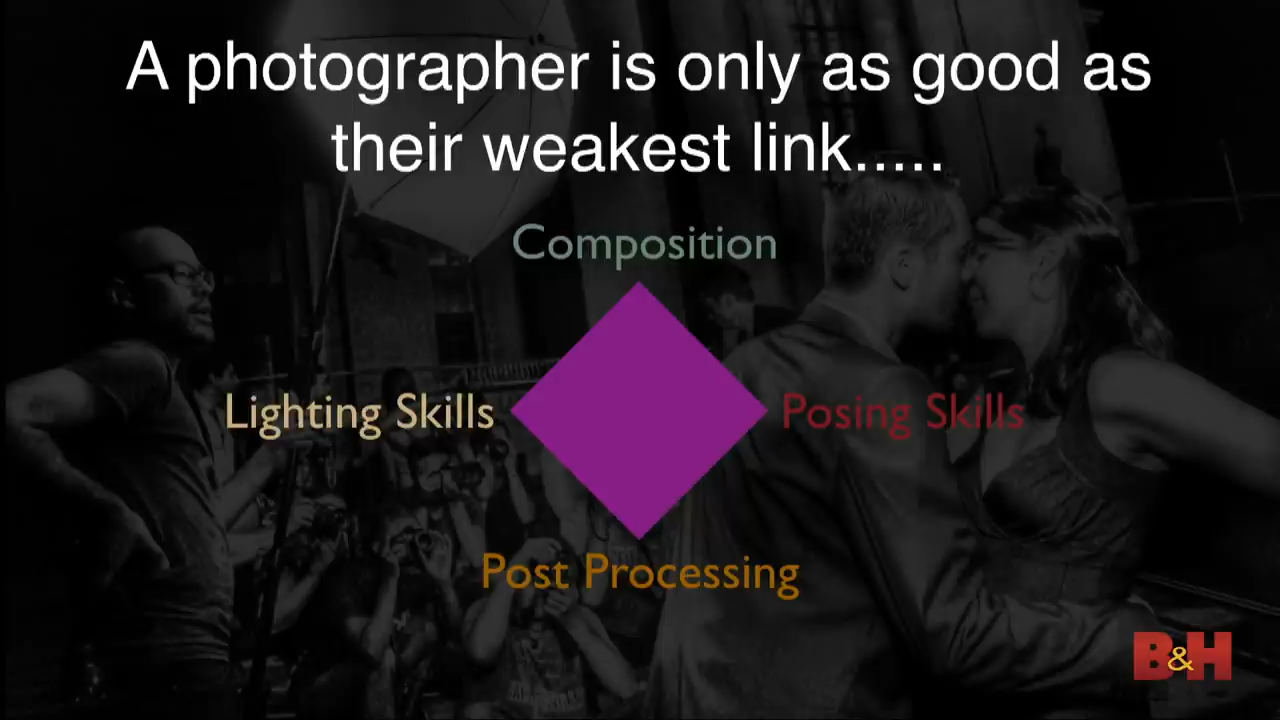 A photographer is only as good as
their weakest link.....
Composition
Lighting Skills
Posing Skills
Post Processing
B&H